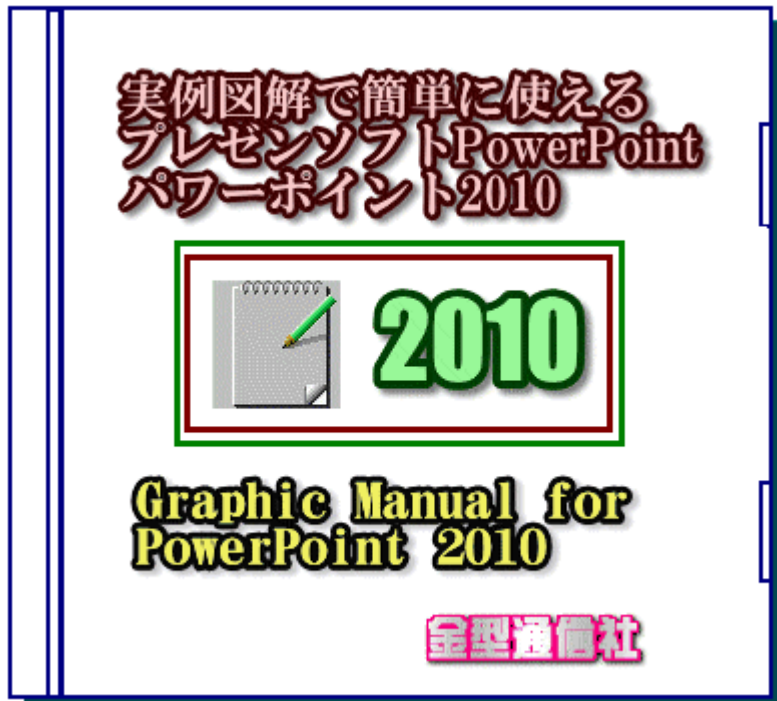 実例図解で簡単に使える
プレゼンソフトPowerPoint
パワーポイント2010
2010
Graphic Manual for
PowerPoint 2010
金型通信社